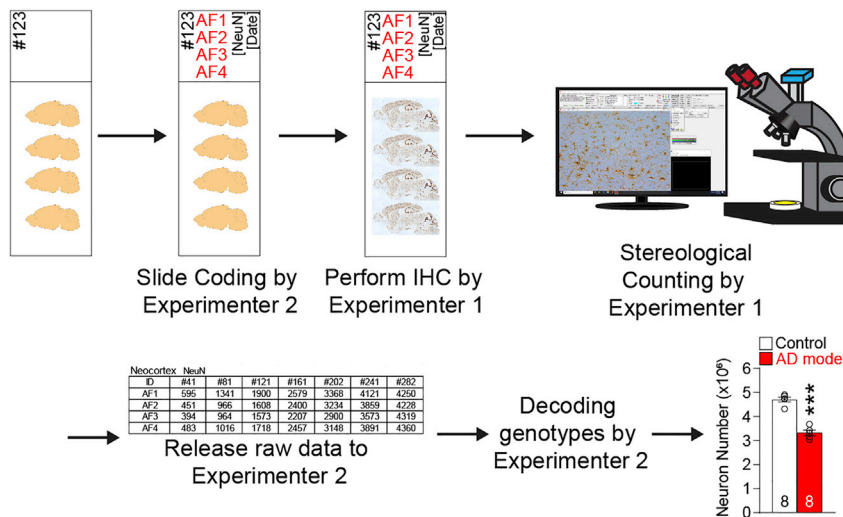 #123
#123
AF1
AF2
AF3
AF4
[NeuN]
[Date]
#123
AF1
AF2
AF3
AF4
[NeuN]
[Date]
Slide Coding by
Experimenter 2
Perform IHC by
Experimenter 1
Stereological
Counting by
Experimenter 1
Neocortex NeuN
ID #41 #81 #121 #161 #202 #241 #282
AF1 595 1341 1900 2579 3368 4121 4250
AF2 451 966 1608 2400 3234 3859 4228
AF3 394 964 1573 2207 2900 3573 4319
AF4 483 1016 1718 2457 3148 3891 4360
Release raw data to
Experimenter 2
Decoding
genotypes by
Experimenter 2
Control
AD mode
Neuron Number (x10⁶)
6
5
4
3
2
1
0
***
8 8